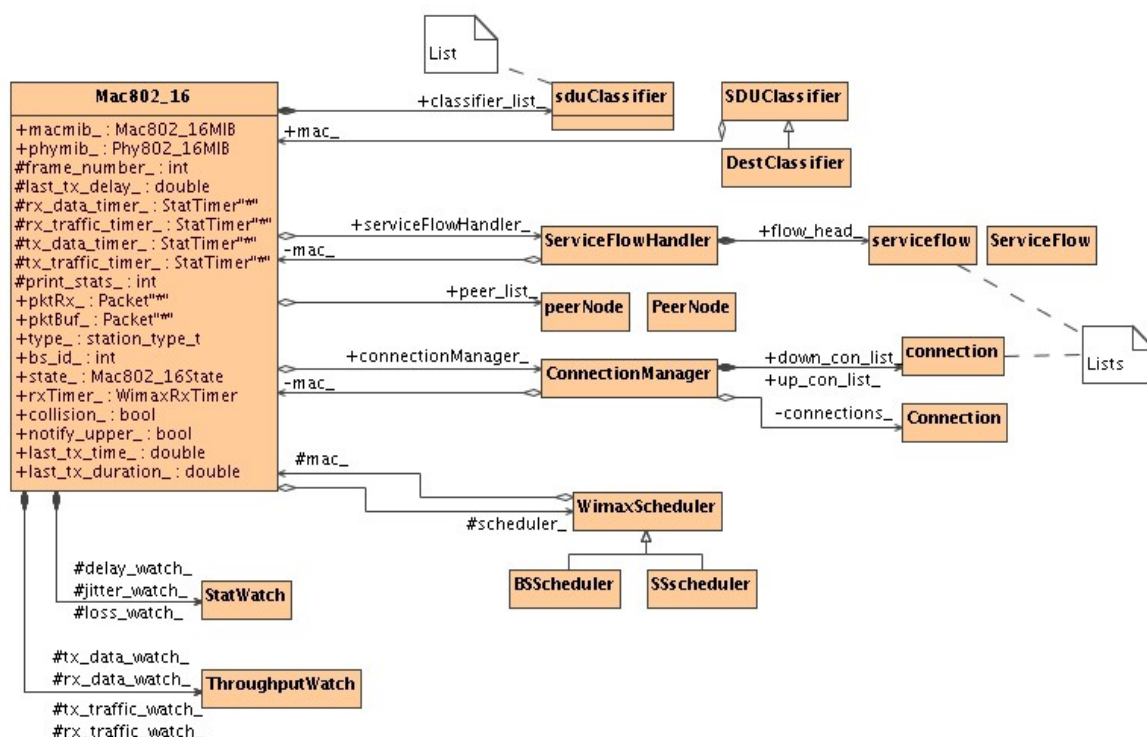 List
Mac802_16
+macmib_ : Mac802_16MIB
+phymib_ : Phy802_16MIB
#frame_number_ : int
#last_tx_delay_ : double
#rx_data_timer_ : StatTimer"*"
#rx_traffic_timer_ : StatTimer"*"
#tx_data_timer_ : StatTimer"*"
#tx_traffic_timer_ : StatTimer"*"
#print_stats_ : int
+pktRx_ : Packet"*"
+pktBuf_ : Packet"*"
+type_ : station_type_t
+bs_id_ : int
+state_ : Mac802_16State
+rxTimer_ : WimaxRxTimer
+collision_ : bool
+notify_upper_ : bool
+last_tx_time_ : double
+last_tx_duration_ : double
+classifier_list_
sduClassifier
SDUClassifier
+mac_
DestClassifier
+serviceFlowHandler_
-mac_
ServiceFlowHandler
+flow_head_
serviceflow
ServiceFlow
+peer_list_
peerNode
PeerNode
Lists
+connectionManager_
-mac_
ConnectionManager
+down_con_list_
+up_con_list_
connection
-connections_
Connection
#mac_
#scheduler_
WimaxScheduler
BSScheduler
SSscheduler
#delay_watch_
#jitter_watch_
#loss_watch_
StatWatch
#tx_data_watch_
#rx_data_watch_
#tx_traffic_watch_
#rx_traffic_watch_
ThroughputWatch